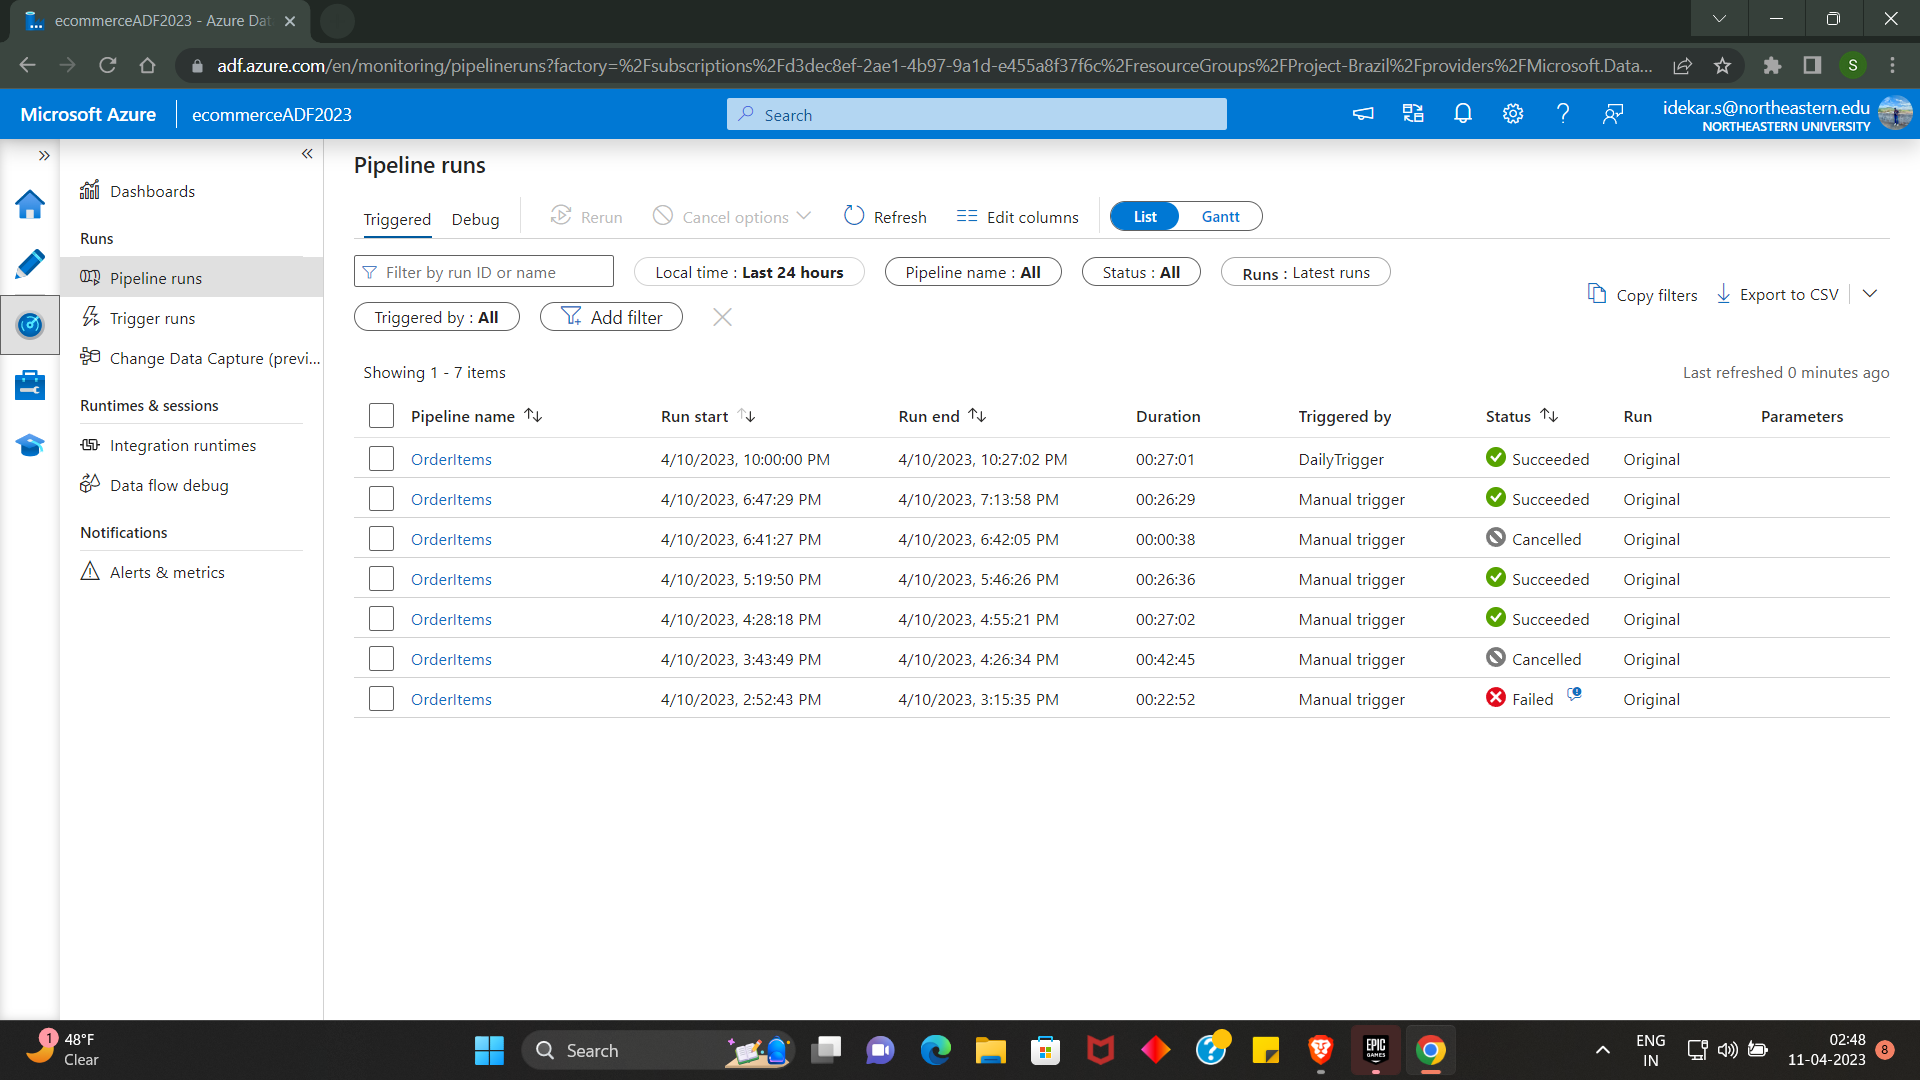 ecommerceADF2023 - Azure Dat
adf.azure.com/en/monitoring/pipelineruns?factory=%2Fsubscriptions%2Fd3dec8ef-2ae1-4b97-9a1d-e455a8f37f6c%2FresourceGroups%2FProject-Brazil%2Fproviders%2FMicrosoft.Data...
S
Microsoft Azure
ecommerceADF2023
Search
idekar.s@northeastern.edu
NORTHEASTERN UNIVERSITY
Dashboards
Runs
Pipeline runs
Trigger runs
Change Data Capture (previ...
Runtimes & sessions
Integration runtimes
Data flow debug
Notifications
Alerts & metrics
Pipeline runs
Triggered Debug Rerun Cancel options Refresh Edit columns List Gantt
Filter by run ID or name Local time : Last 24 hours Pipeline name : All Status : All Runs : Latest runs
Triggered by : All Add filter
Copy filters Export to CSV
Showing 1 - 7 items
Last refreshed 0 minutes ago
Pipeline name Run start Run end Duration Triggered by Status Run Parameters
OrderItems 4/10/2023, 10:00:00 PM 4/10/2023, 10:27:02 PM 00:27:01 DailyTrigger Succeeded Original
OrderItems 4/10/2023, 6:47:29 PM 4/10/2023, 7:13:58 PM 00:26:29 Manual trigger Succeeded Original
OrderItems 4/10/2023, 6:41:27 PM 4/10/2023, 6:42:05 PM 00:00:38 Manual trigger Cancelled Original
OrderItems 4/10/2023, 5:19:50 PM 4/10/2023, 5:46:26 PM 00:26:36 Manual trigger Succeeded Original
OrderItems 4/10/2023, 4:28:18 PM 4/10/2023, 4:55:21 PM 00:27:02 Manual trigger Succeeded Original
OrderItems 4/10/2023, 3:43:49 PM 4/10/2023, 4:26:34 PM 00:42:45 Manual trigger Cancelled Original
OrderItems 4/10/2023, 2:52:43 PM 4/10/2023, 3:15:35 PM 00:22:52 Manual trigger Failed Original
1
48°F
Clear
Search
EPIC
GAMES
ENG
IN
02:48
11-04-2023
8